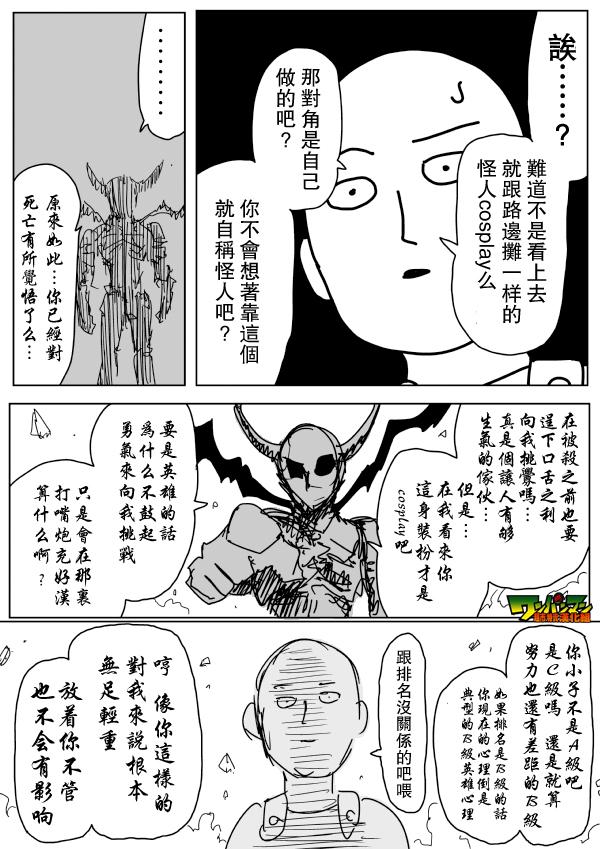 誒……？
難道不是看上去
就跟路邊攤一样的
怪人cosplay么
那對角是自己
做的吧？
你不會想著靠這個
就自稱怪人吧？
………
原來如此…你已經對
死亡有所覺悟了么…
在被殺之前也要
逞下口舌之利
向我挑釁嗎…
真是個讓人有够
生氣的傢伙…
但是…
在我看來你
這身装扮才是
cosplay吧
要是英雄的話
爲什么不鼓起
勇氣來向我挑戦
只是會在那裏
打嘴炮充好漢
算什么啊？
ワンパンマン
你小子不是A級吧
是C級嗎 還是就算
努力也還有差距的B級
如果排名是B級的話
你現在的心理倒是
典型的B級英雄心理
跟排名没關係的吧喂
哼 像你這樣的
對我來説根本
無足輕重
放着你不管
也不会有影响